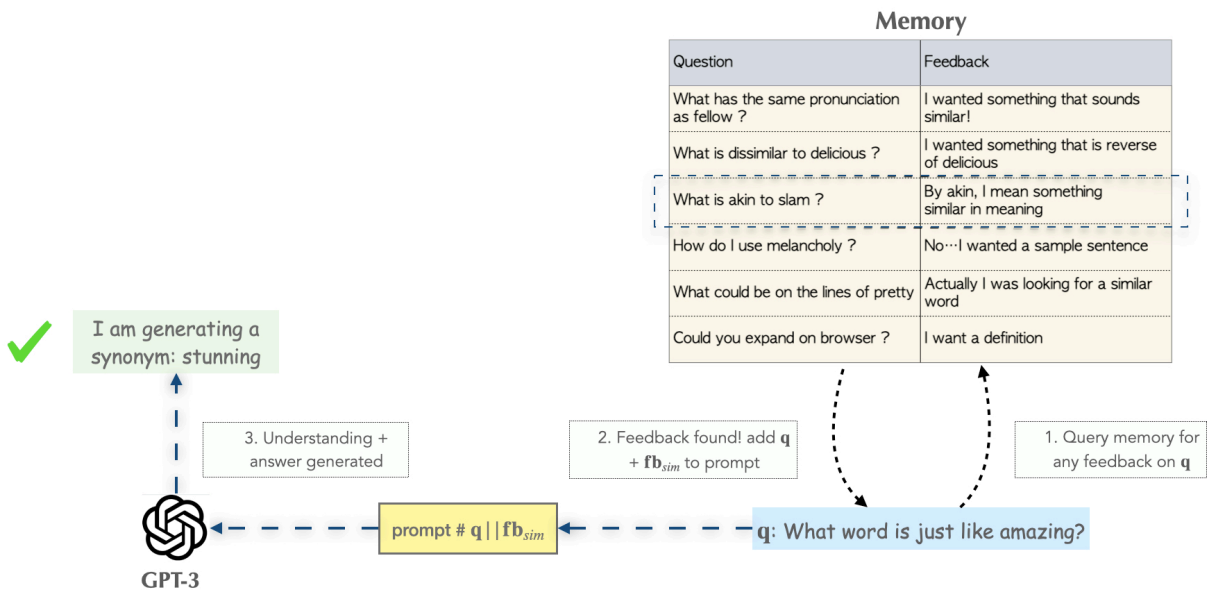 Memory
Question
Feedback
What has the same pronunciation
as fellow ?
I wanted something that sounds
similar!
What is dissimilar to delicious ?
I wanted something that is reverse
of delicious
What is akin to slam ?
By akin, I mean something
similar in meaning
How do I use melancholy ?
No⋯I wanted a sample sentence
What could be on the lines of pretty
Actually I was looking for a similar
word
Could you expand on browser ?
I want a definition
I am generating a
synonym: stunning
3. Understanding +
answer generated
2. Feedback found! add q
+ fb_sim to prompt
1. Query memory for
any feedback on q
prompt # q||fb_sim
q: What word is just like amazing?
GPT-3